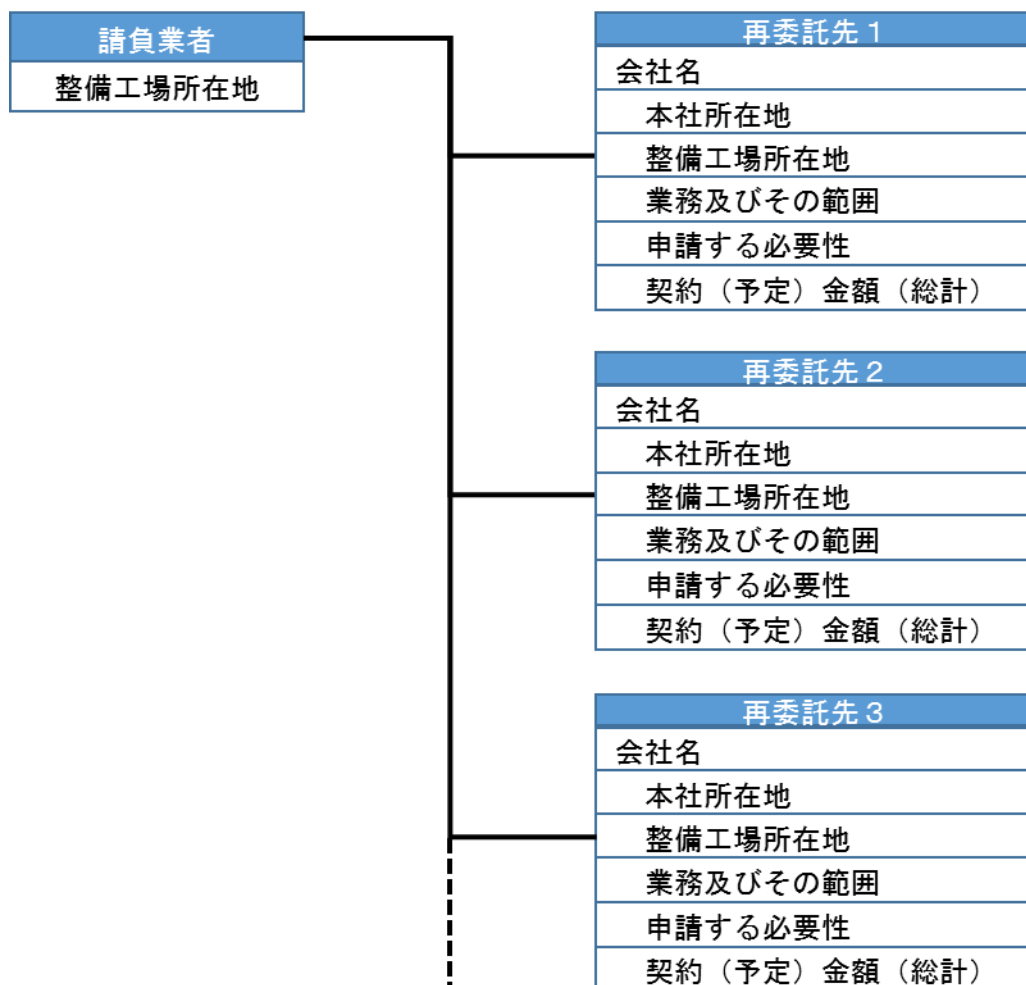 請負業者
整備工場所在地
再委託先１
会社名
本社所在地
整備工場所在地
業務及びその範囲
申請する必要性
契約（予定）金額（総計）
再委託先２
会社名
本社所在地
整備工場所在地
業務及びその範囲
申請する必要性
契約（予定）金額（総計）
再委託先３
会社名
本社所在地
整備工場所在地
業務及びその範囲
申請する必要性
契約（予定）金額（総計）